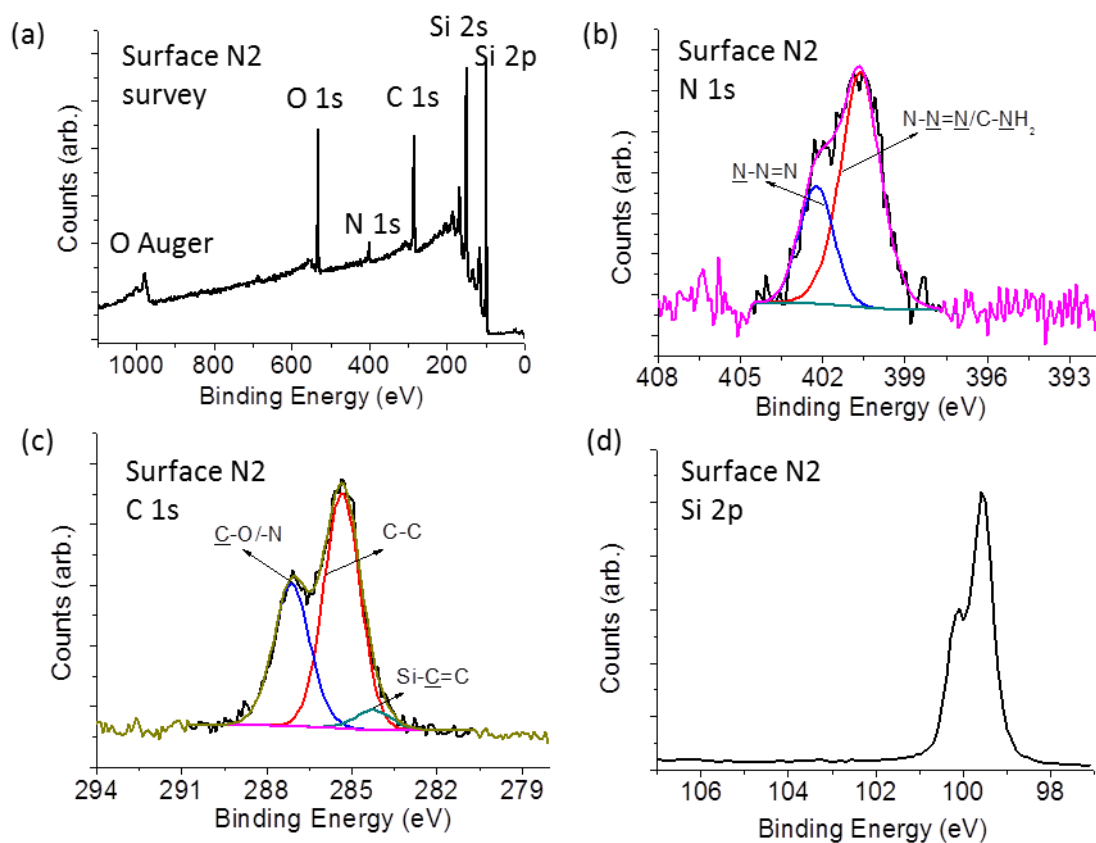 (a)
Surface N2
survey
Si 2s
Si 2p
O 1s
C 1s
N 1s
O Auger
Counts (arb.)
1000 800 600 400 200 0
Binding Energy (eV)
(b)
Surface N2
N 1s
N-N=N/C-NH2
N-N=N
Counts (arb.)
408 405 402 399 396 393
Binding Energy (eV)
(c)
Surface N2
C 1s
C-O/-N
C-C
Si-C=C
Counts (arb.)
294 291 288 285 282 279
Binding Energy (eV)
(d)
Surface N2
Si 2p
Counts (arb.)
106 104 102 100 98
Binding Energy (eV)